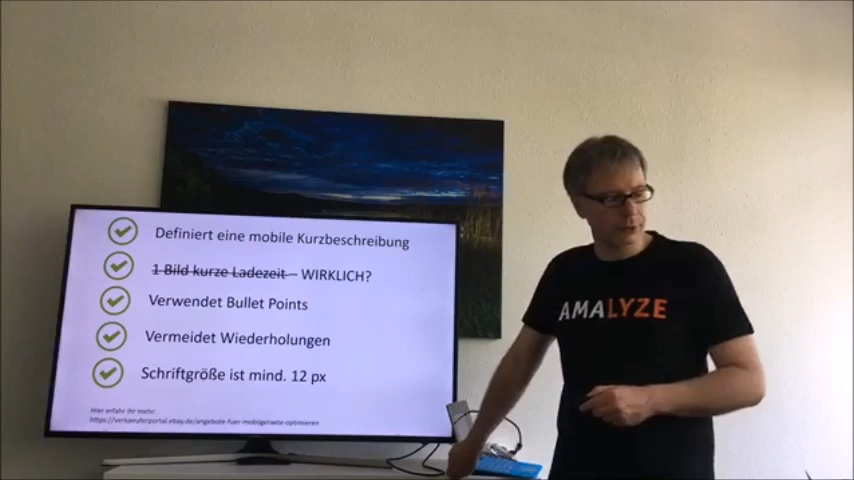 Definiert eine mobile Kurzbeschreibung
1 Bild kurze Ladezeit – WIRKLICH?
Verwendet Bullet Points
Vermeidet Wiederholungen
Schriftgröße ist mind. 12 px
Hier erfahr ihr mehr:
https://verkaeuferportal.ebay.de/angebote-fuer-mobilgeraete-optimieren
AMALYZE